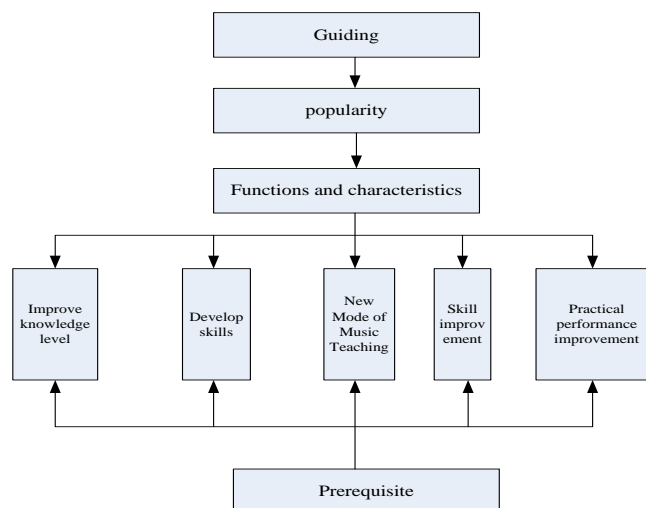 Guiding
popularity
Functions and characteristics
Improve
knowledge
level
Develop
skills
New
Mode of
Music
Teaching
Skill
improv
ement
Practical
performance
improvement
Prerequisite